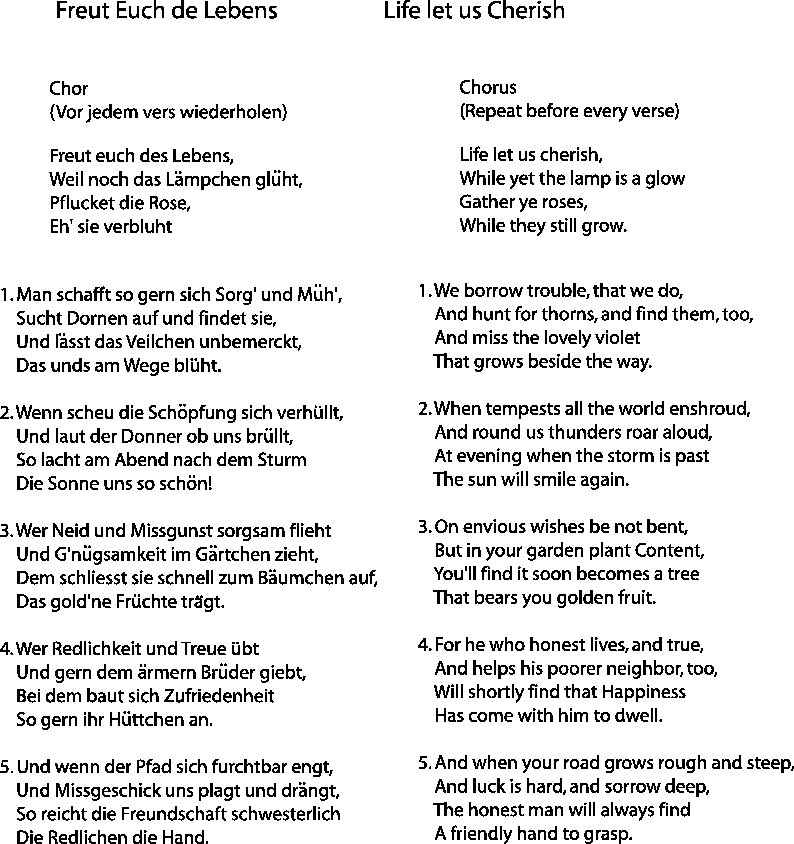 Freut Euch de Lebens
Chor
(Vor jedem vers wiederholen)
Freut euch des Lebens,
Weil noch das Lämpchen glüht,
Pflucket die Rose,
Eh' sie verbluht
1. Man schafft so gern sich Sorg' und Müh',
Sucht Dornen auf und findet sie,
Und lässt das Veilchen unbemerckt,
Das unds am Wege blüht.
2. Wenn scheu die Schöpfung sich verhüllt,
Und laut der Donner ob uns brüllt,
So lacht am Abend nach dem Sturm
Die Sonne uns so schön!
3. Wer Neid und Missgunst sorgsam flieht
Und G'nügsamkeit im Gärtchen zieht,
Dem schliesst sie schnell zum Bäumchen auf,
Das gold'ne Früchte trägt.
4. Wer Redlichkeit und Treue übt
Und gern dem ärmern Brüder giebt,
Bei dem baut sich Zufriedenheit
So gern ihr Hüttchen an.
5. Und wenn der Pfad sich furchtbar engt,
Und Missgeschick uns plagt und drängt,
So reicht die Freundschaft schwesterlich
Die Redlichen die Hand.
Life let us Cherish
Chorus
(Repeat before every verse)
Life let us cherish,
While yet the lamp is a glow
Gather ye roses,
While they still grow.
1. We borrow trouble, that we do,
And hunt for thorns, and find them, too,
And miss the lovely violet
That grows beside the way.
2. When tempests all the world enshroud,
And round us thunders roar aloud,
At evening when the storm is past
The sun will smile again.
3. On envious wishes be not bent,
But in your garden plant Content,
You'll find it soon becomes a tree
That bears you golden fruit.
4. For he who honest lives, and true,
And helps his poorer neighbor, too,
Will shortly find that Happiness
Has come with him to dwell.
5. And when your road grows rough and steep,
And luck is hard, and sorrow deep,
The honest man will always find
A friendly hand to grasp.